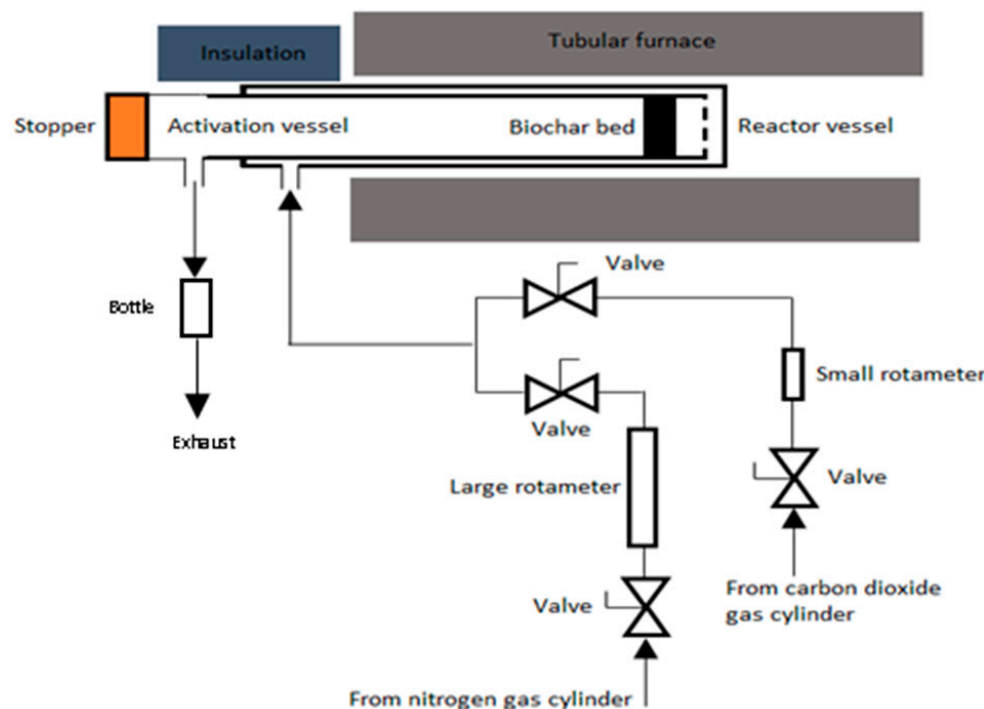 Tubular furnace
Insulation
Stopper
Activation vessel
Biochar bed
Reactor vessel
Valve
Bottle
Small rotameter
Valve
Exhaust
Large rotameter
Valve
From carbon dioxide
gas cylinder
Valve
From nitrogen gas cylinder